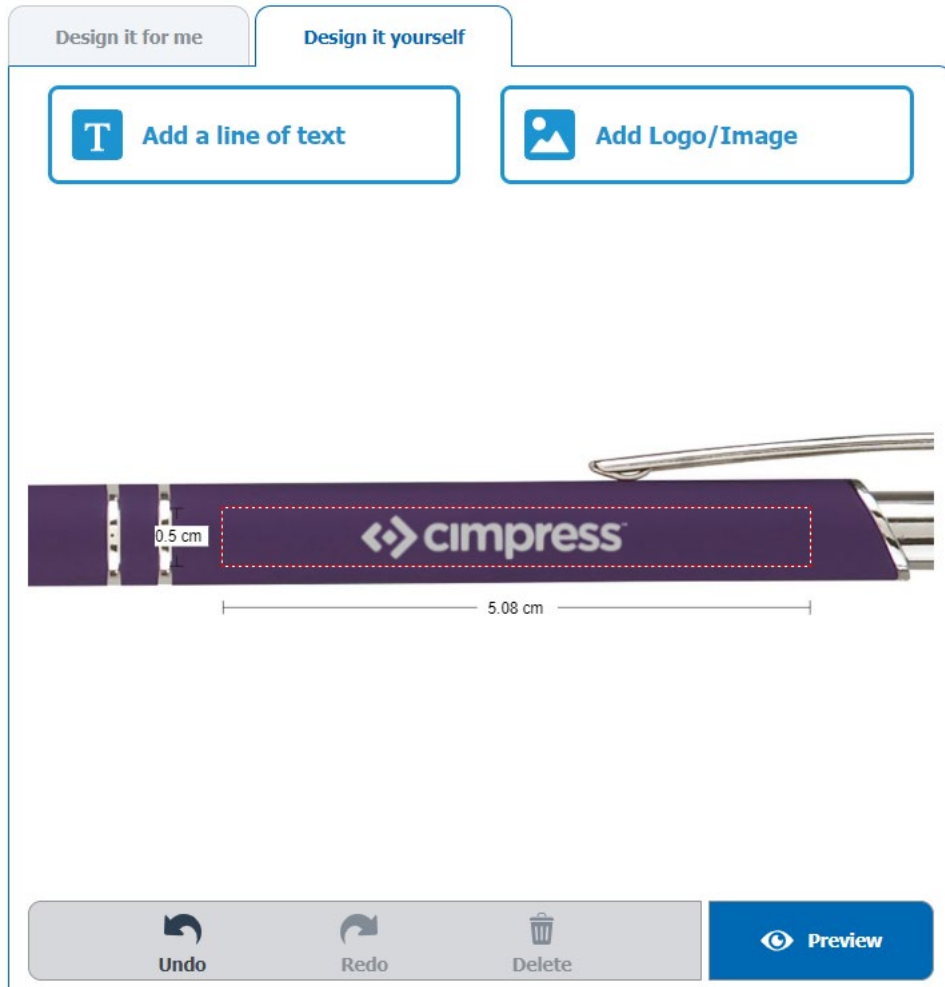 Design it for me
Design it yourself
T Add a line of text
Add Logo/Image
0.5 cm
cimpress™
5.08 cm
Undo
Redo
Delete
Preview